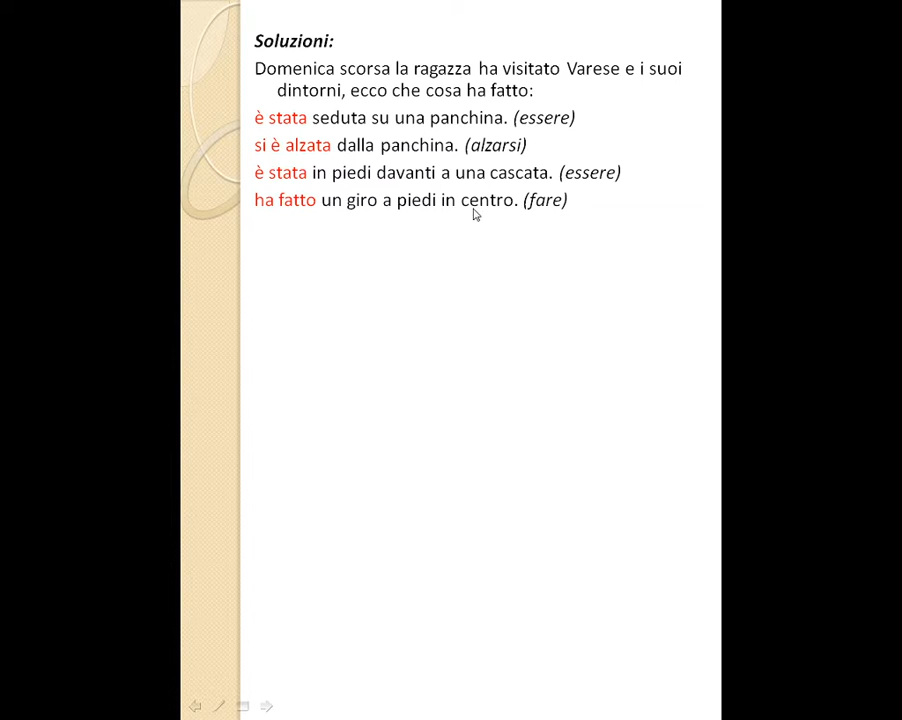 Soluzioni:
Domenica scorsa la ragazza ha visitato Varese e i suoi
dintorni, ecco che cosa ha fatto:
è stata seduta su una panchina. (essere)
si è alzata dalla panchina. (alzarsi)
è stata in piedi davanti a una cascata. (essere)
ha fatto un giro a piedi in centro. (fare)